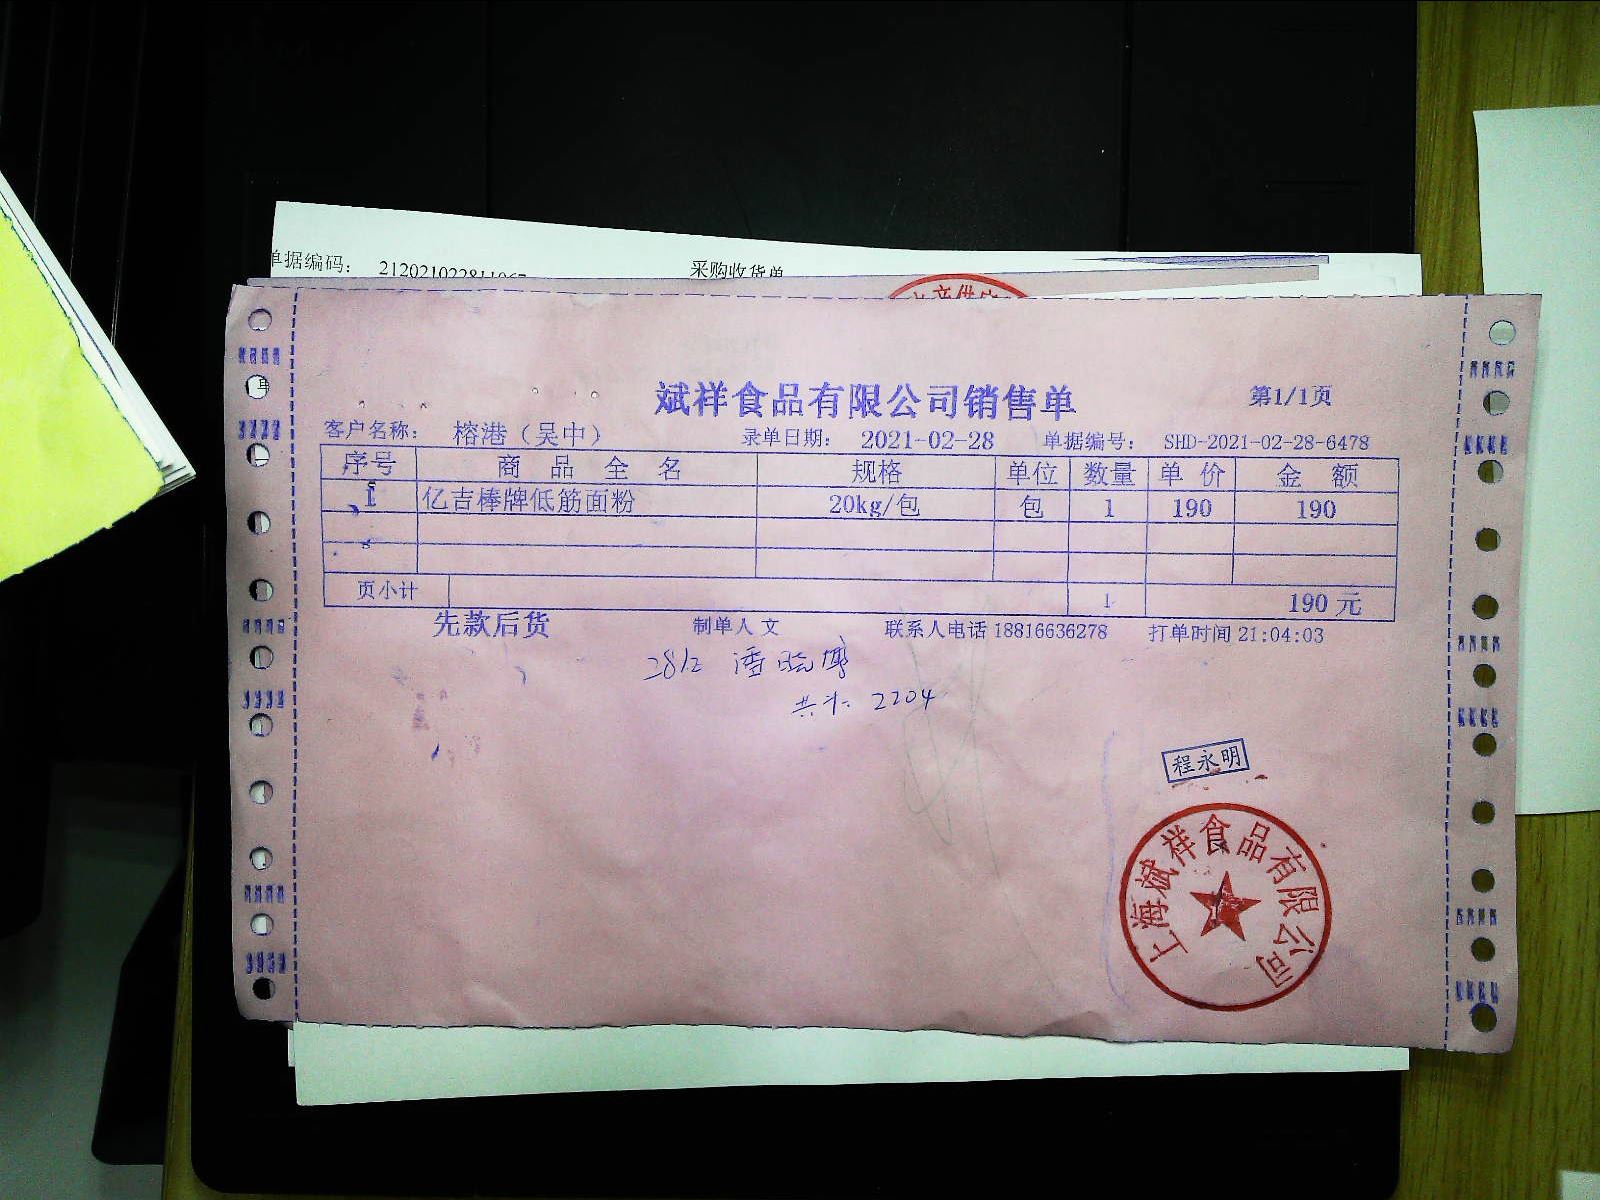 单据编码： 212021022811067
采购收货单
斌祥食品有限公司销售单 第1/1页
客户名称： 榕港（吴中） 录单日期： 2021-02-28 单据编号： SHD-2021-02-28-6478
序号 商品全名 规格 单位 数量 单价 金额
1 亿吉棒牌低筋面粉 20kg/包 包 1 190 190
页小计 1 190 元
先款后货 制单人 文 联系人电话 18816636278 打单时间 21:04:03
潘晓博
2204
程永明
上海斌祥食品有限公司